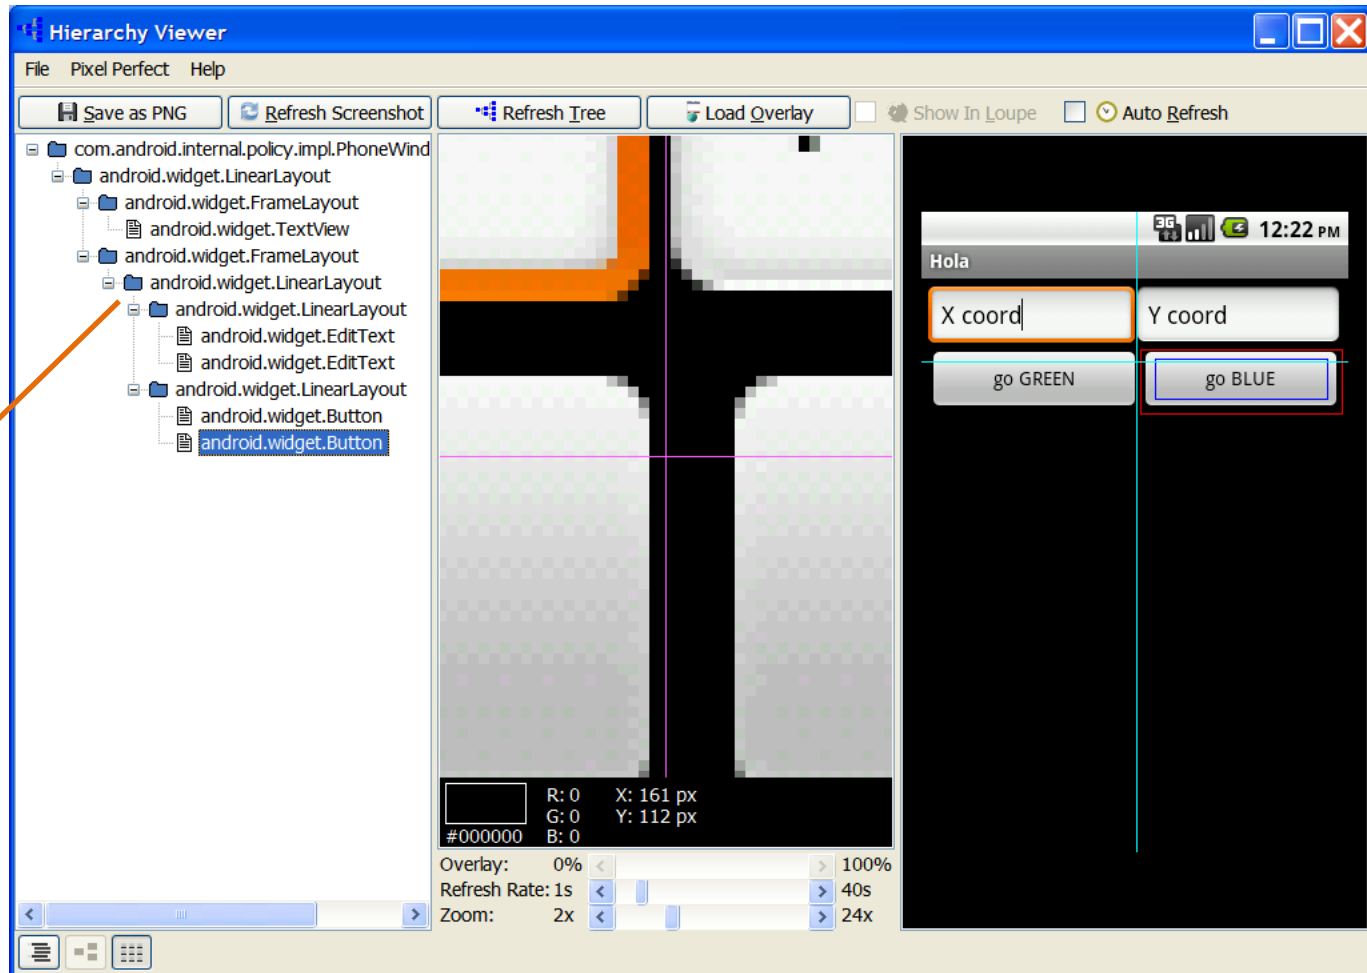 Hierarchy Viewer
File Pixel Perfect Help
Save as PNG Refresh Screenshot Refresh Tree Load Overlay Show In Loupe Auto Refresh
com.android.internal.policy.impl.PhoneWind
android.widget.LinearLayout
android.widget.FrameLayout
android.widget.TextView
android.widget.FrameLayout
android.widget.LinearLayout
android.widget.LinearLayout
android.widget.EditText
android.widget.EditText
android.widget.LinearLayout
android.widget.Button
android.widget.Button
R: 0 X: 161 px
G: 0 Y: 112 px
#000000 B: 0
Overlay: 0% 100%
Refresh Rate: 1s 40s
Zoom: 2x 24x
3G 12:22 PM
Hola
X coord Y coord
go GREEN go BLUE